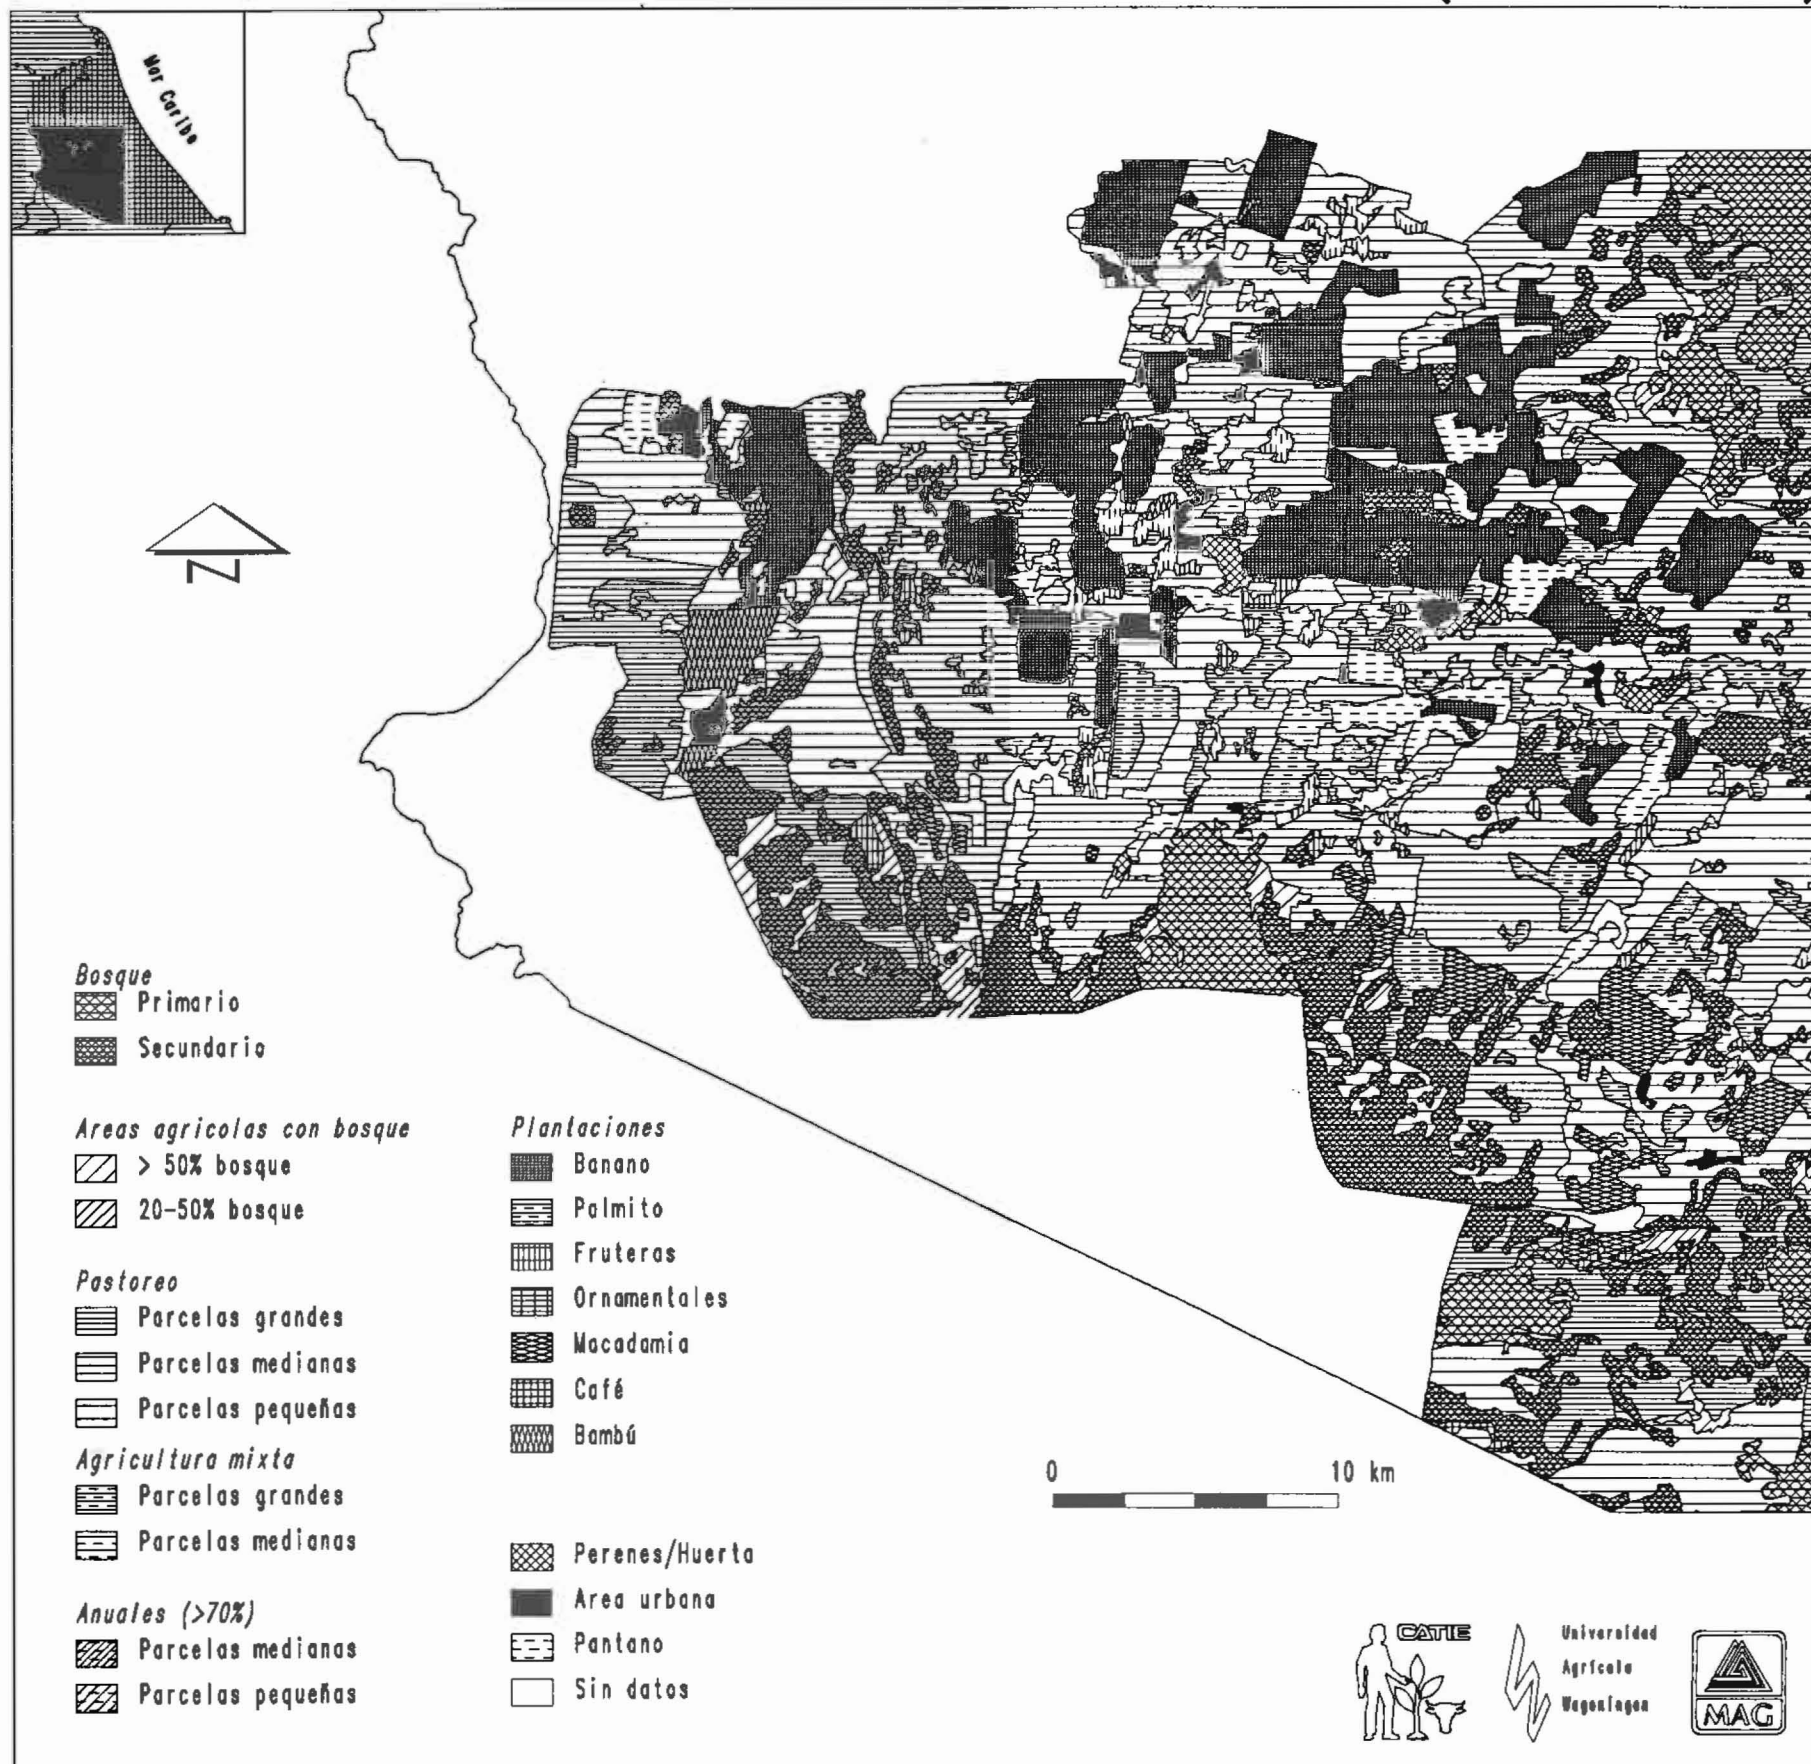 Mar Caribe
N
Bosque
Primario
Secundario
Areas agricolas con bosque
> 50% bosque
20-50% bosque
Pastoreo
Parcelas grandes
Parcelas medianas
Parcelas pequeñas
Agricultura mixta
Parcelas grandes
Parcelas medianas
Anuales (>70%)
Parcelas medianas
Parcelas pequeñas
Plantaciones
Banano
Palmito
Fruteras
Ornamentales
Macadamia
Café
Bambú
Perenes/Huerta
Area urbana
Pantano
Sin datos
0 10 km
CATIE
Universidad
Agrícola
Wageningen
MAG